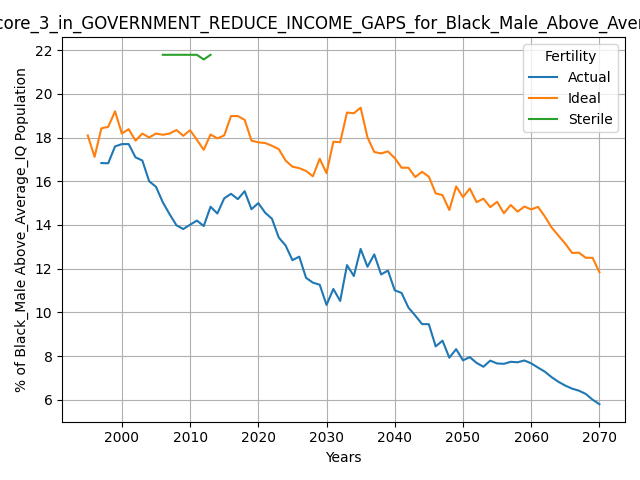 core_3_in_GOVERNMENT_REDUCE_INCOME_GAPS_for_Black_Male_Above_Aver
Fertility
Actual
Ideal
Sterile
% of Black_Male Above_Average_IQ Population
22
20
18
16
14
12
10
8
6
2000 2010 2020 2030 2040 2050 2060 2070
Years